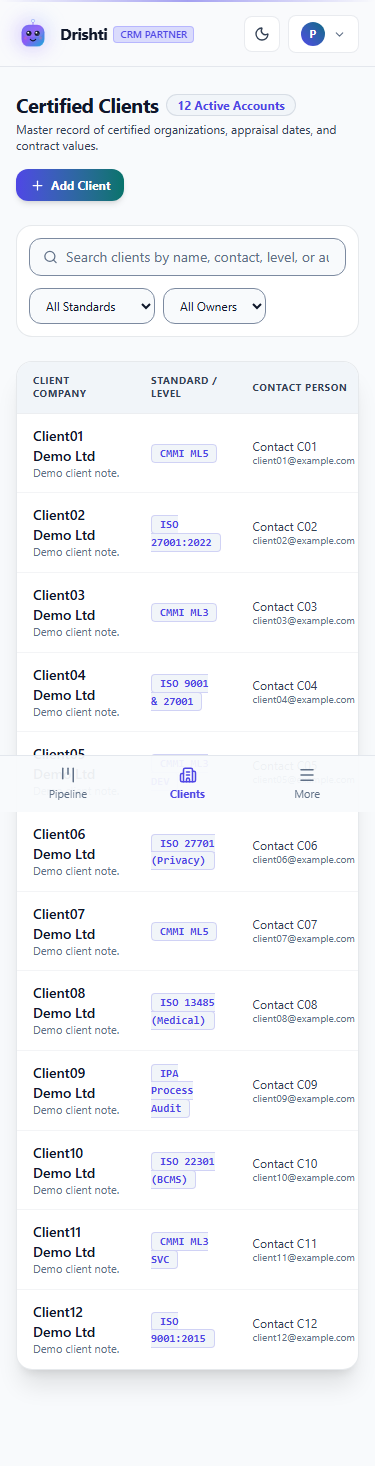 Drishti CRM PARTNER
P
Certified Clients 12 Active Accounts
Master record of certified organizations, appraisal dates, and
contract values.
+ Add Client
Search clients by name, contact, level, or au
All Standards All Owners
CLIENT COMPANY STANDARD / LEVEL CONTACT PERSON
Client01
Demo Ltd
Demo client note.
CMMI ML5
Contact C01
client01@example.com
Client02
Demo Ltd
Demo client note.
ISO
27001:2022
Contact C02
client02@example.com
Client03
Demo Ltd
Demo client note.
CMMI ML3
Contact C03
client03@example.com
Client04
Demo Ltd
Demo client note.
ISO 9001
& 27001
Contact C04
client04@example.com
Client05
Demo Ltd
Pipeline Clients More
Client06
Demo Ltd
Demo client note.
ISO 27701
(Privacy)
Contact C06
client06@example.com
Client07
Demo Ltd
Demo client note.
CMMI ML5
Contact C07
client07@example.com
Client08
Demo Ltd
Demo client note.
ISO 13485
(Medical)
Contact C08
client08@example.com
Client09
Demo Ltd
Demo client note.
IPA
Process
Audit
Contact C09
client09@example.com
Client10
Demo Ltd
Demo client note.
ISO 22301
(BCMS)
Contact C10
client10@example.com
Client11
Demo Ltd
Demo client note.
CMMI ML3
SVC
Contact C11
client11@example.com
Client12
Demo Ltd
Demo client note.
ISO
9001:2015
Contact C12
client12@example.com